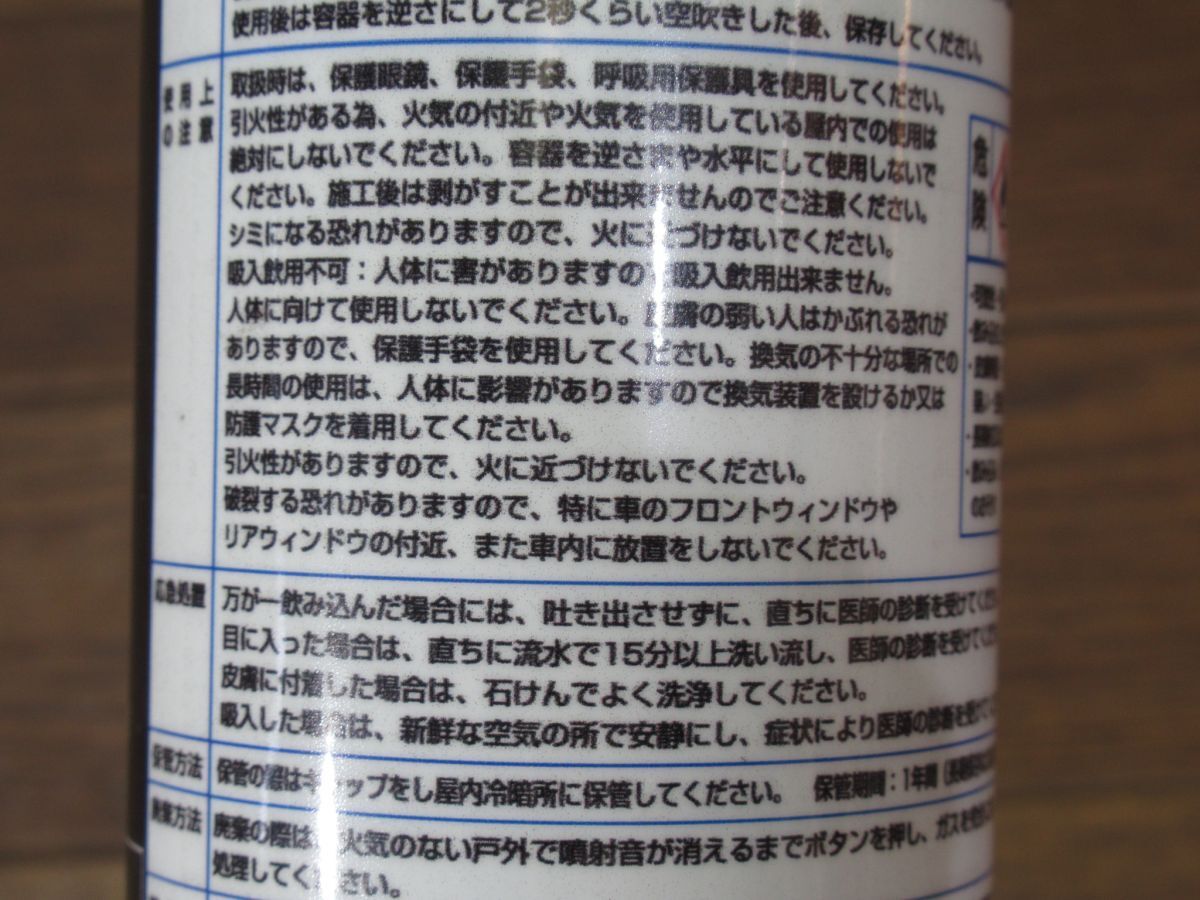 使用後は容器を逆さにして2秒くらい空吹きした後、保存してください。
使用上
の注意
取扱時は、保護眼鏡、保護手袋、呼吸用保護具を使用してください。
引火性がある為、火気の付近や火気を使用している屋内での使用は
絶対にしないでください。容器を逆さまや水平にして使用しないで
ください。施工後は剥がすことが出来ませんのでご注意ください。
シミになる恐れがありますので、火に近づけないでください。
吸入飲用不可：人体に害がありますので吸入飲用出来ません。
人体に向けて使用しないでください。皮膚の弱い人はかぶれる恐れが
ありますので、保護手袋を使用してください。換気の不十分な場所での
長時間の使用は、人体に影響がありますので換気装置を設けるか又は
防護マスクを着用してください。
引火性がありますので、火に近づけないでください。
破裂する恐れがありますので、特に車のフロントウィンドウや
リアウィンドウの付近、また車内に放置をしないでください。
危険
応急処置
万が一飲み込んだ場合には、吐き出させずに、直ちに医師の診断を受けてくださ
目に入った場合は、直ちに流水で15分以上洗い流し、医師の診断を受けてくだ
皮膚に付着した場合は、石けんでよく洗浄してください。
吸入した場合は、新鮮な空気の所で安静にし、症状により医師の診断を受けて
保管方法
保管の際はキャップをし屋内冷暗所に保管してください。 保管期間：1年間
廃棄方法
廃棄の際は、火気のない戸外で噴射音が消えるまでボタンを押し、ガスを
処理してください。